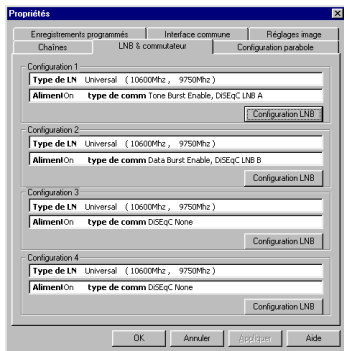 Propriétés
Enregistrements programmés Interface commune Réglages image
Chaînes LNB & commutateur Configuration parabole
Configuration 1
Type de LN Universal ( 10600Mhz , 9750Mhz )
Aliment On type de comm Tone Burst Enable, DiSEqC LNB A
Configuration LNB
Configuration 2
Type de LN Universal ( 10600Mhz , 9750Mhz )
Aliment On type de comm Data Burst Enable, DiSEqC LNB B
Configuration LNB
Configuration 3
Type de LN Universal ( 10600Mhz , 9750Mhz )
Aliment On type de comm DiSEqC None
Configuration LNB
Configuration 4
Type de LN Universal ( 10600Mhz , 9750Mhz )
Aliment On type de comm DiSEqC None
Configuration LNB
OK Annuler Appliquer Aide